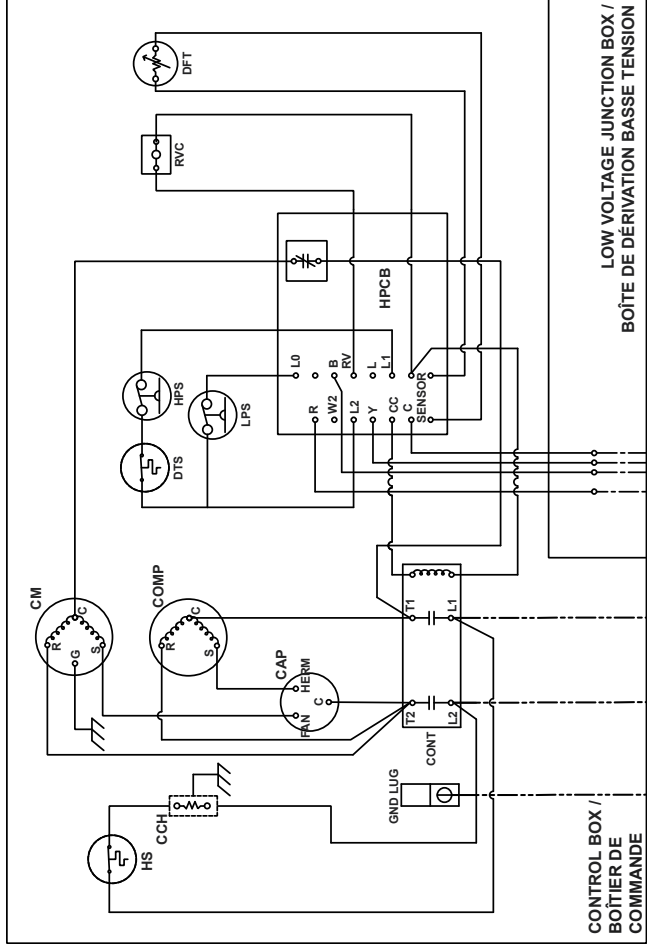 LOW VOLTAGE JUNCTION BOX /
BOÎTE DE DÉRIVATION BASSE TENSION
CONTROL BOX /
BOÎTIER DE
COMMANDE
HS
CCH
GND LUG
CM
R
G
S
C
COMP
R
S
C
CAP
FAN
HERM
C
CONT
T2
L2
T1
L1
DTS
HPS
LPS
R
W2
L2
Y
CC
C
SENSOR
L0
B
RV
L
L1
HPCB
RVC
DFT